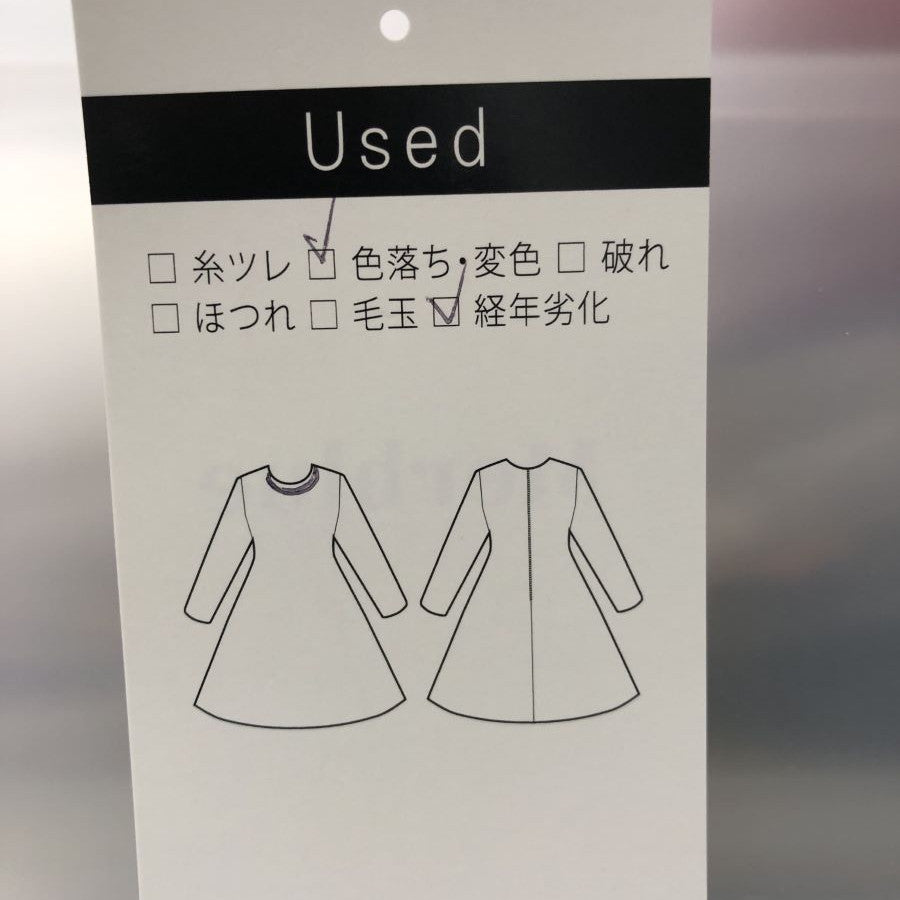 Used
□ 糸ツレ ☑ 色落ち・変色 □ 破れ
□ ほつれ □ 毛玉 ☑ 経年劣化